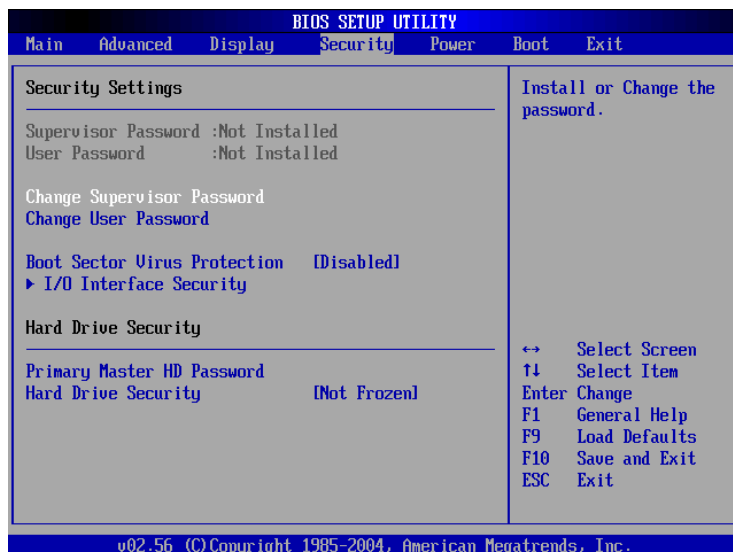 BIOS SETUP UTILITY
Main Advanced Display Security Power Boot Exit
Security Settings
Supervisor Password :Not Installed
User Password :Not Installed
Change Supervisor Password
Change User Password
Boot Sector Virus Protection [Disabled]
▶ I/O Interface Security
Hard Drive Security
Primary Master HD Password
Hard Drive Security [Not Frozen]
Install or Change the
password.
↔ Select Screen
↑↓ Select Item
Enter Change
F1 General Help
F9 Load Defaults
F10 Save and Exit
ESC Exit
v02.56 (C)Copyright 1985-2004, American Megatrends, Inc.